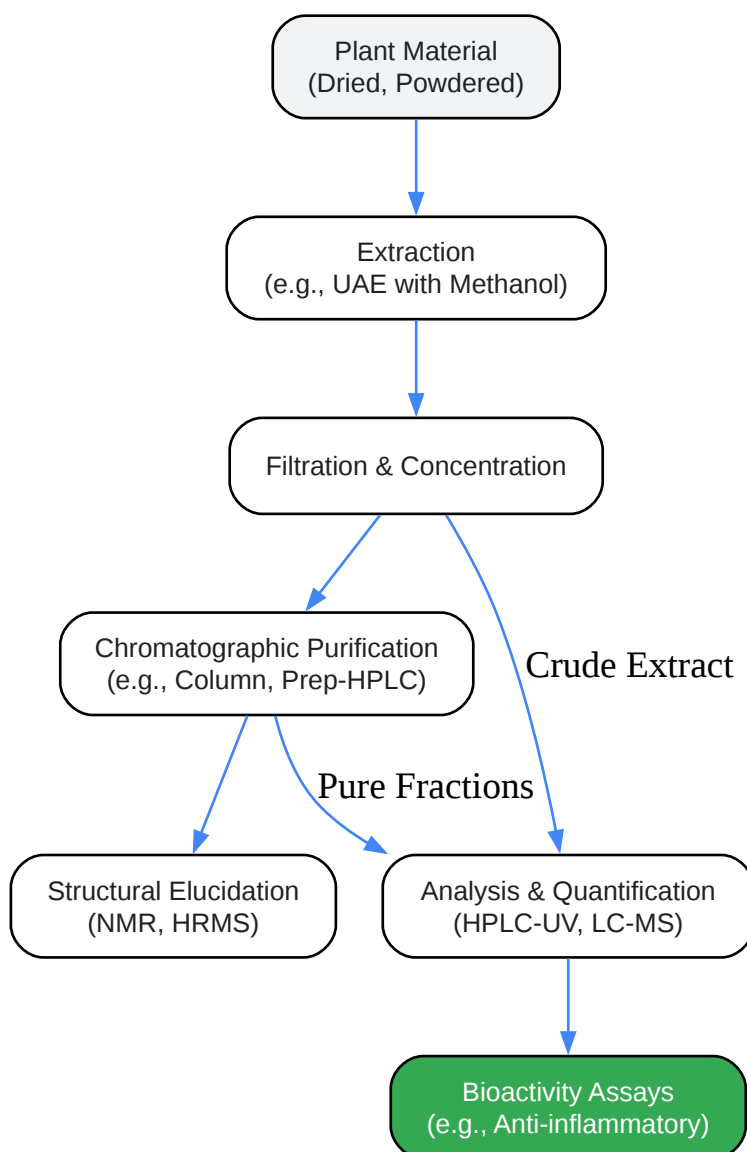 Plant Material
(Dried, Powdered)
Extraction
(e.g., UAE with Methanol)
Filtration & Concentration
Chromatographic Purification
(e.g., Column, Prep-HPLC)
Crude Extract
Pure Fractions
Structural Elucidation
(NMR, HRMS)
Analysis & Quantification
(HPLC-UV, LC-MS)
Bioactivity Assays
(e.g., Anti-inflammatory)